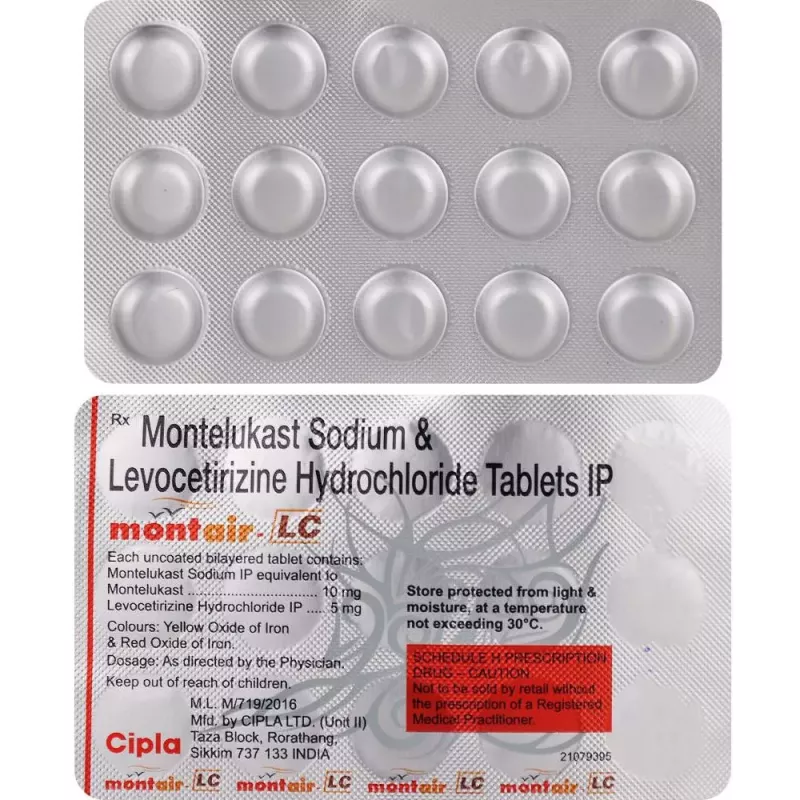 Rx Montelukast Sodium &
Levocetirizine Hydrochloride Tablets IP
montair-LC
Each uncoated bilayered tablet contains:
Montelukast Sodium IP equivalent to
Montelukast ................................ 10 mg
Levocetirizine Hydrochloride IP ..... 5 mg
Colours: Yellow Oxide of Iron
& Red Oxide of Iron.
Dosage: As directed by the Physician.
Keep out of reach of children.
Store protected from light &
moisture, at a temperature
not exceeding 30°C.
SCHEDULE H PRESCRIPTION
DRUG – CAUTION
Not to be sold by retail without
the prescription of a Registered
Medical Practitioner.
Cipla
M.L. M/719/2016
Mfd. by CIPLA LTD. (Unit II)
Taza Block, Rorathang,
Sikkim 737 133 INDIA
21079395
montair-LC montair-LC montair-LC montair-LC